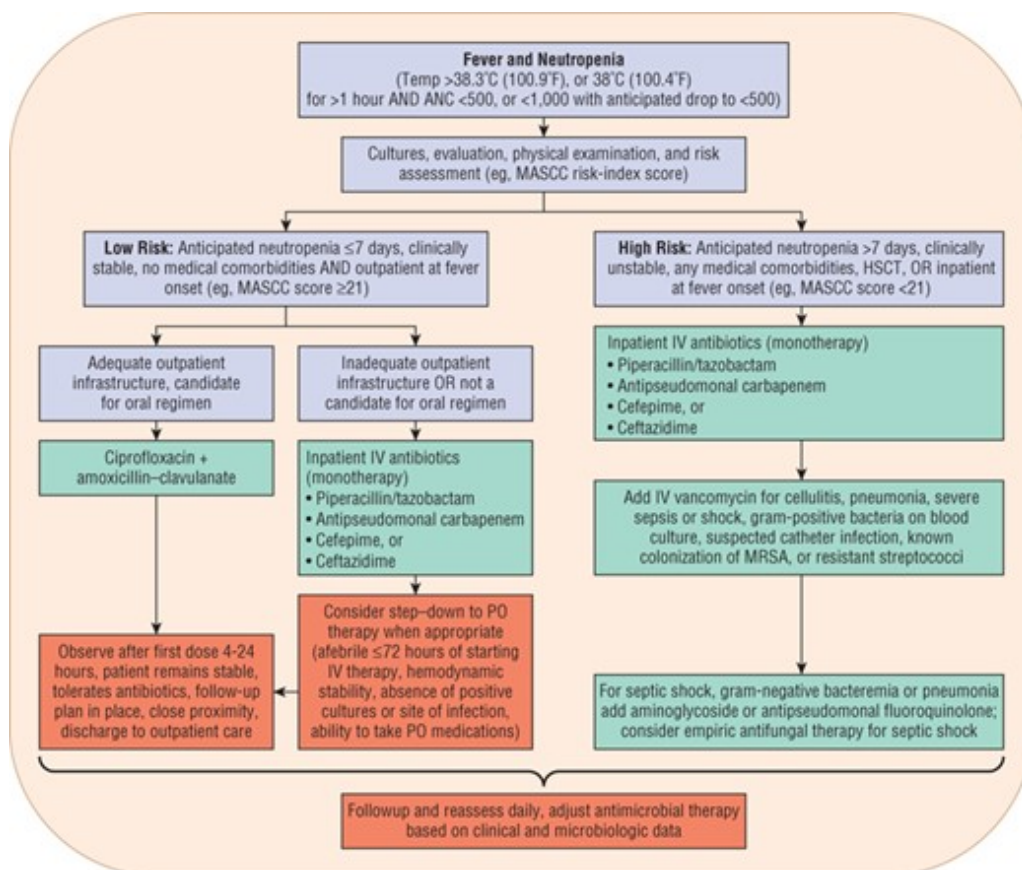 Fever and Neutropenia
(Temp >38.3˚C (100.9˚F), or 38˚C (100.4˚F)
for >1 hour AND ANC <500, or <1,000 with anticipated drop to <500)
Cultures, evaluation, physical examination, and risk
assessment (eg, MASCC risk-index score)
Low Risk: Anticipated neutropenia ≤7 days, clinically
stable, no medical comorbidities AND outpatient at fever
onset (eg, MASCC score ≥21)
High Risk: Anticipated neutropenia >7 days, clinically
unstable, any medical comorbidities, HSCT, OR inpatient
at fever onset (eg, MASCC score <21)
Adequate outpatient
infrastructure, candidate
for oral regimen
Inadequate outpatient
infrastructure OR not a
candidate for oral regimen
Inpatient IV antibiotics (monotherapy)
• Piperacillin/tazobactam
• Antipseudomonal carbapenem
• Cefepime, or
• Ceftazidime
Ciprofloxacin +
amoxicillin–clavulanate
Inpatient IV antibiotics
(monotherapy)
• Piperacillin/tazobactam
• Antipseudomonal carbapenem
• Cefepime, or
• Ceftazidime
Add IV vancomycin for cellulitis, pneumonia, severe
sepsis or shock, gram-positive bacteria on blood
culture, suspected catheter infection, known
colonization of MRSA, or resistant streptococci
Observe after first dose 4-24
hours, patient remains stable,
tolerates antibiotics, follow-up
plan in place, close proximity,
discharge to outpatient care
Consider step–down to PO
therapy when appropriate
(afebrile ≤72 hours of starting
IV therapy, hemodynamic
stability, absence of positive
cultures or site of infection,
ability to take PO medications)
For septic shock, gram-negative bacteremia or pneumonia
add aminoglycoside or antipseudomonal fluoroquinolone;
consider empiric antifungal therapy for septic shock
Followup and reassess daily, adjust antimicrobial therapy
based on clinical and microbiologic data